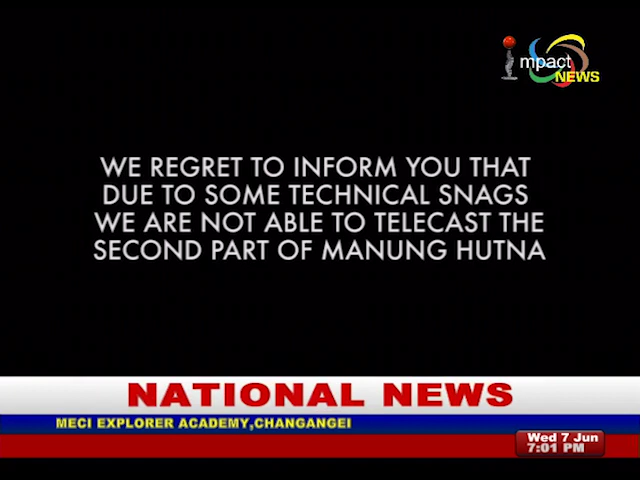 impact
NEWS
WE REGRET TO INFORM YOU THAT
DUE TO SOME TECHNICAL SNAGS
WE ARE NOT ABLE TO TELECAST THE
SECOND PART OF MANUNG HUTNA
NATIONAL NEWS
MECI EXPLORER ACADEMY,CHANGANGEI
Wed 7 Jun
7:01 PM